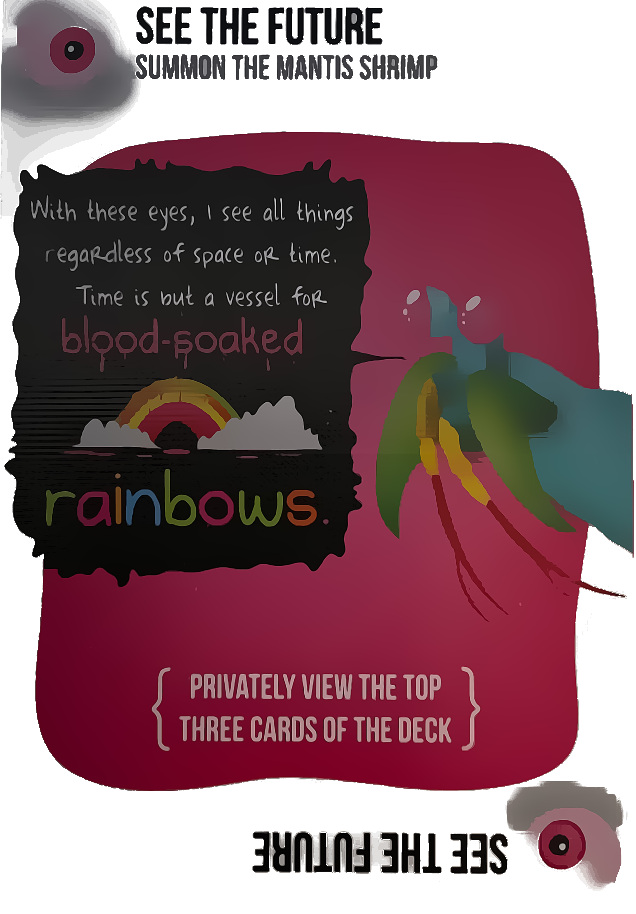 SEE THE FUTURE
SUMMON THE MANTIS SHRIMP
With these eyes, I see all things
regardless of space or time.
Time is but a vessel for
blood-soaked
rainbows.
PRIVATELY VIEW THE TOP
THREE CARDS OF THE DECK
SEE THE FUTURE